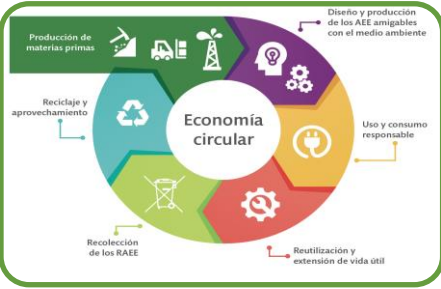 Producción de
materias primas
Diseño y producción
de los AEE amigables
con el medio ambiente
Uso y consumo
responsable
Reutilización y
extensión de vida útil
Recolección
de los RAEE
Reciclaje y
aprovechamiento
Economía
circular